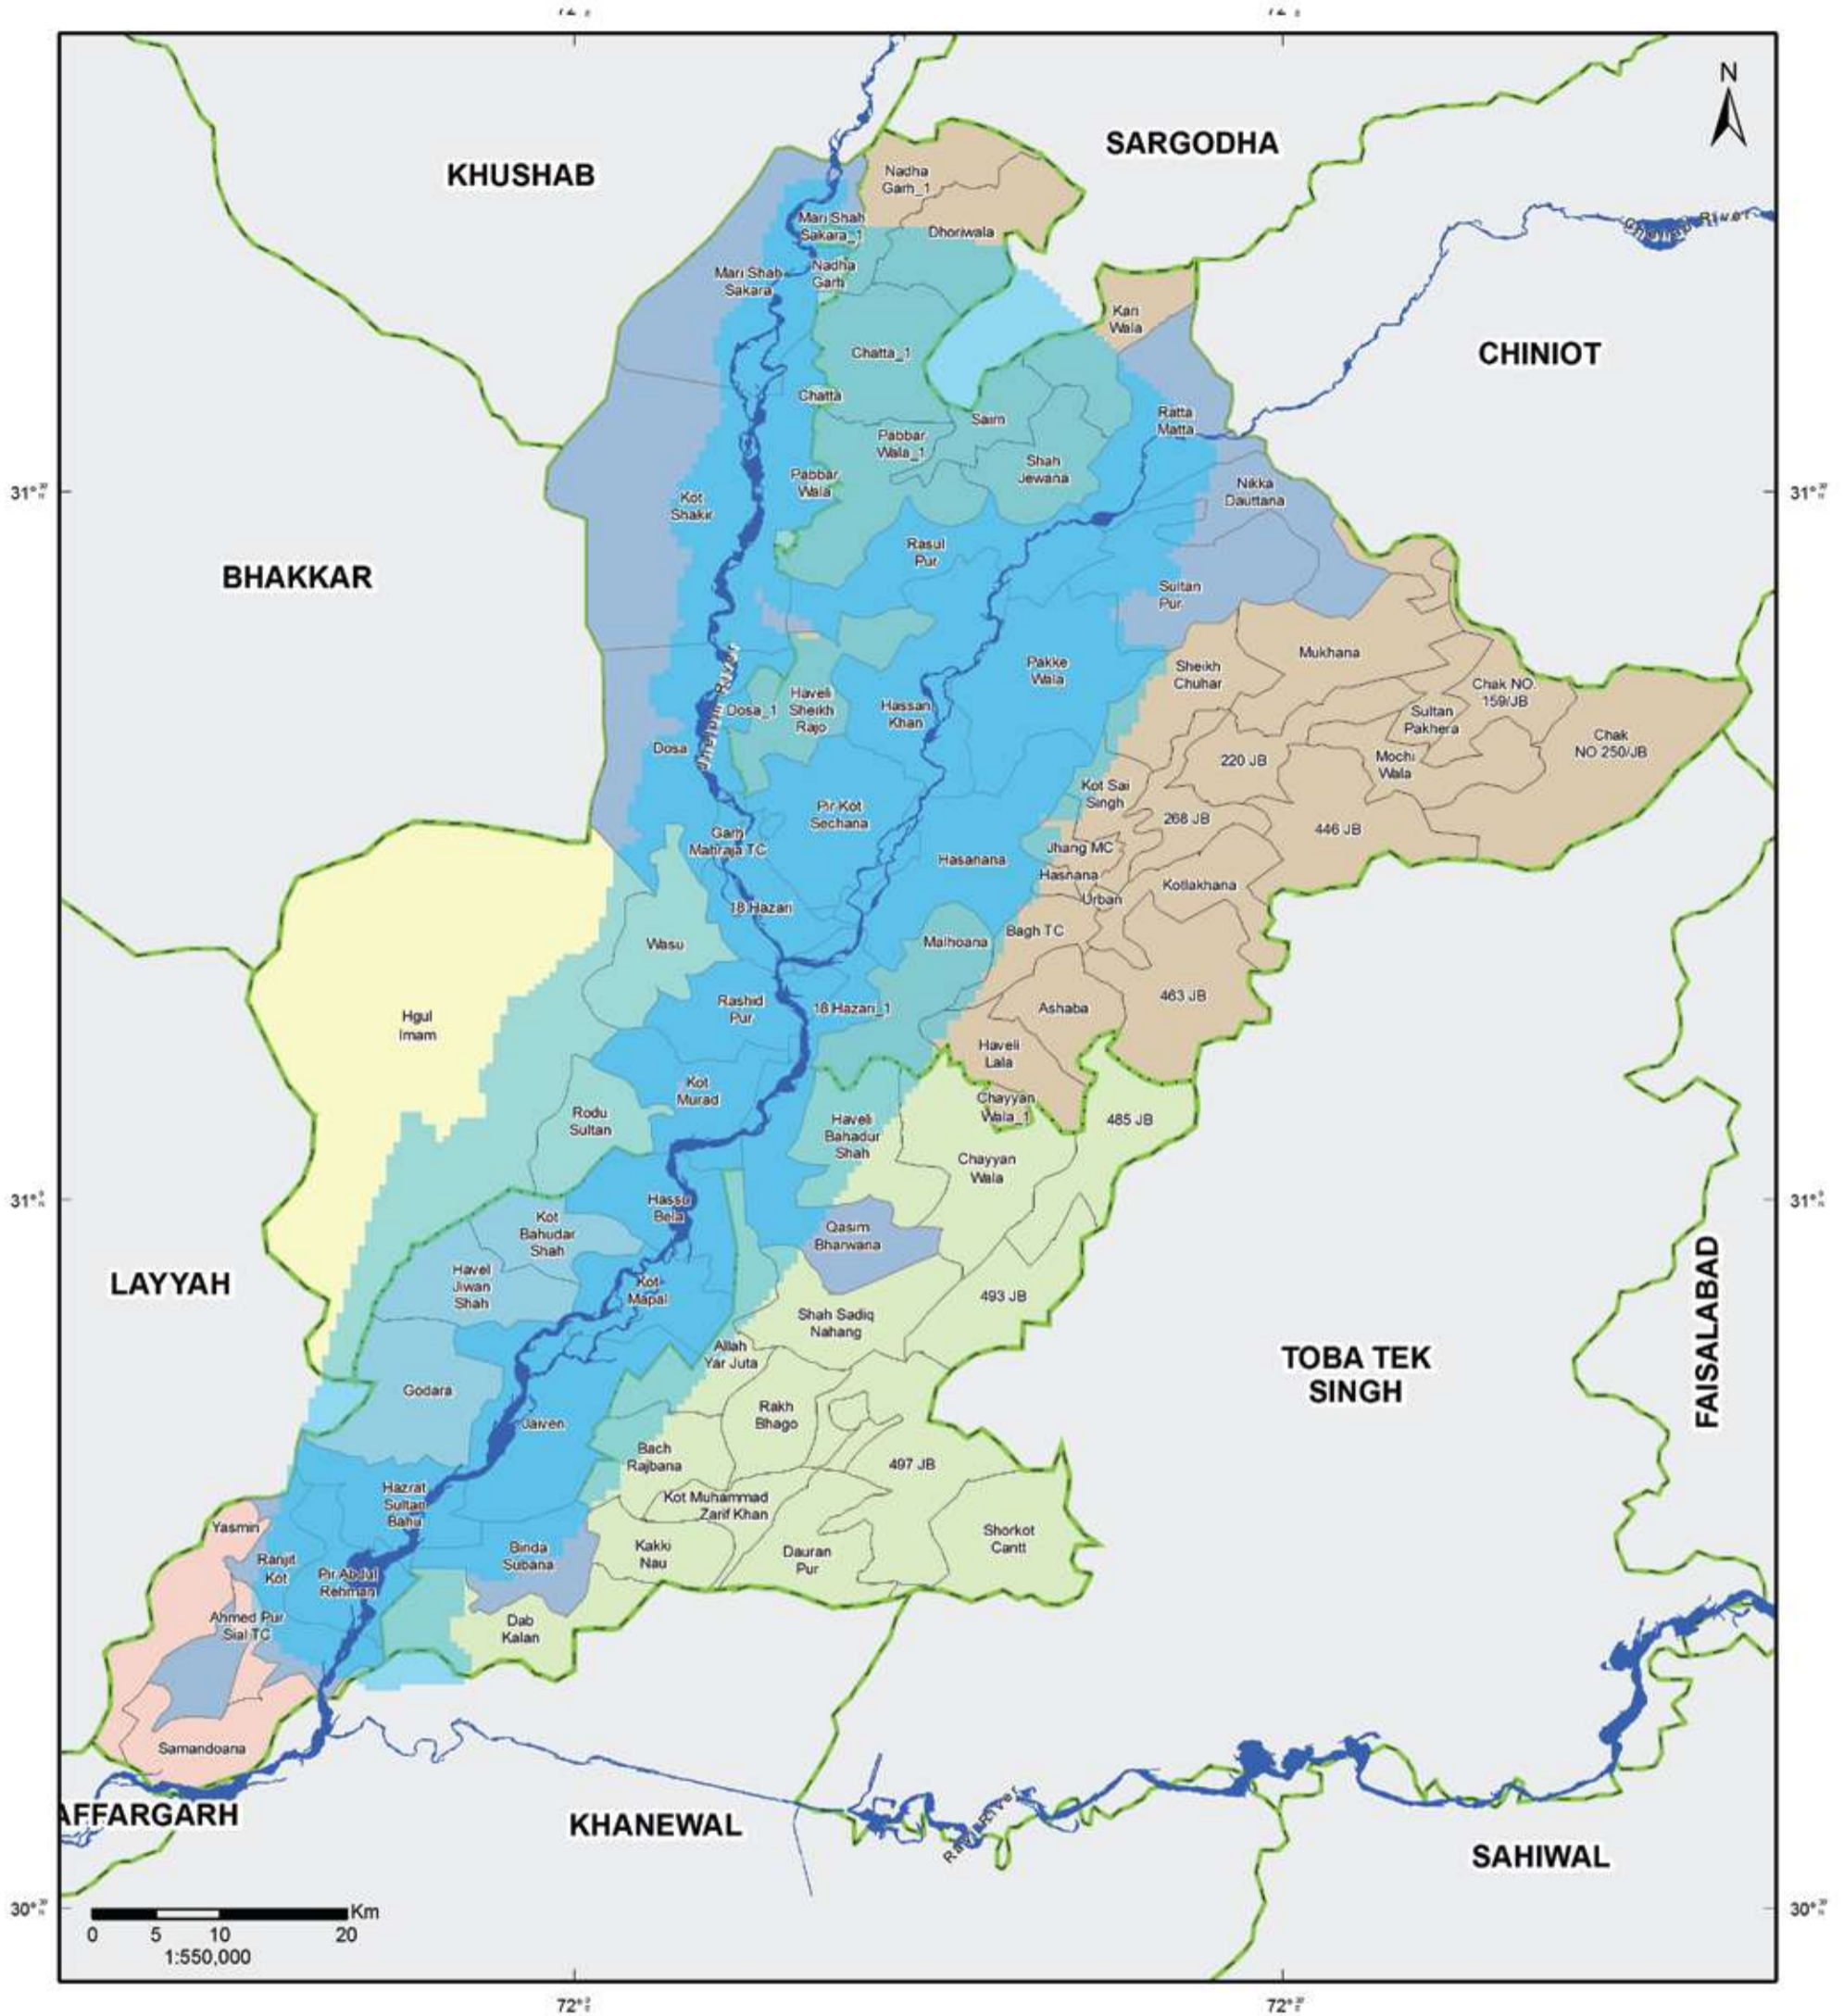 N
SARGODHA
KHUSHAB
Nadha
Garh_1
Mari Shah
Sakara_1
Dhoriwala
Chenab River
Mari Shah
Sakara
Nadha
Garh
Kari
Wala
CHINIOT
Chatta_1
Chatta
Ratta
Matta
Saim
Pabbar
Wala_1
Shah
Jewana
Pabbar
Wala
Nikka
Dauttana
Kot
Shakir
31°
31°
Rasul
Pur
BHAKKAR
Sultan
Pur
Mukhana
Pakke
Wala
Sheikh
Chuhar
Jhelum River
Chak NO.
159/JB
Dosa_1
Haveli
Sheikh
Rajo
Hassan
Khan
Sultan
Pakhera
Chak
NO 250/JB
Dosa
220 JB
Mochi
Wala
Kot Sai
Singh
Pir Kot
Sechana
268 JB
446 JB
Garh
Mahraja TC
Jhang MC
Hasanana
Hasnana
Kotlakhana
Urban
18 Hazari
Bagh TC
Wasu
Malhoana
463 JB
Rashid
Pur
18 Hazari_1
Ashaba
Hgul
Imam
Haveli
Lala
Kot
Murad
Chayyan
Wala_1
485 JB
Rodu
Sultan
Haveli
Bahadur
Shah
Chayyan
Wala
31°
31°
Hassu
Bela
Kot
Bahudar
Shah
Qasim
Bharwana
LAYYAH
Havel
Jiwan
Shah
Kot
Mapal
493 JB
Shah Sadiq
Nahang
FAISALABAD
Allah
Yar Juta
TOBA TEK
SINGH
Godara
Rakh
Bhago
Jaiven
Bach
Rajbana
497 JB
Hazrat
Sultan
Bahu
Kot Muhammad
Zarif Khan
Yasmin
Shorkot
Cantt
Binda
Subana
Kakki
Nau
Dauran
Pur
Ranjit
Kot
Pir Abdul
Rehman
Ahmed Pur
Sial TC
Dab
Kalan
Samandoana
AFFARGARH
KHANEWAL
Ravi River
SAHIWAL
30°
30°
Km
0 5 10 20
1:550,000
72°
72°